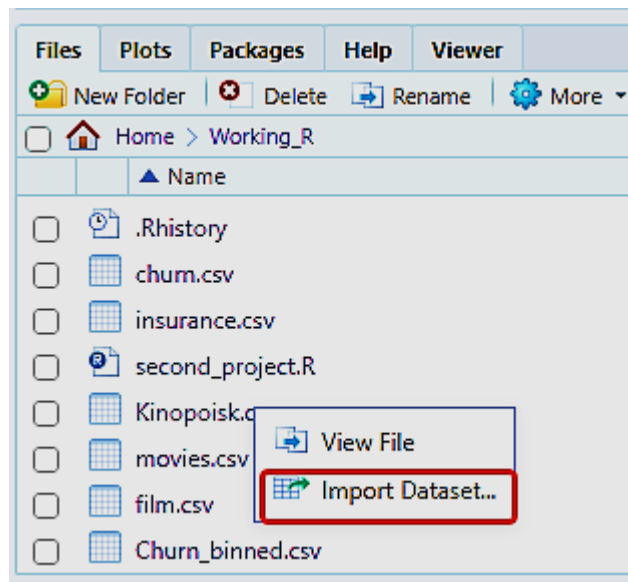 Files Plots Packages Help Viewer
New Folder Delete Rename More
Home > Working_R
Name
.Rhistory
churn.csv
insurance.csv
second_project.R
Kinopoisk.c
View File
movies.csv
Import Dataset...
film.csv
Churn_binned.csv